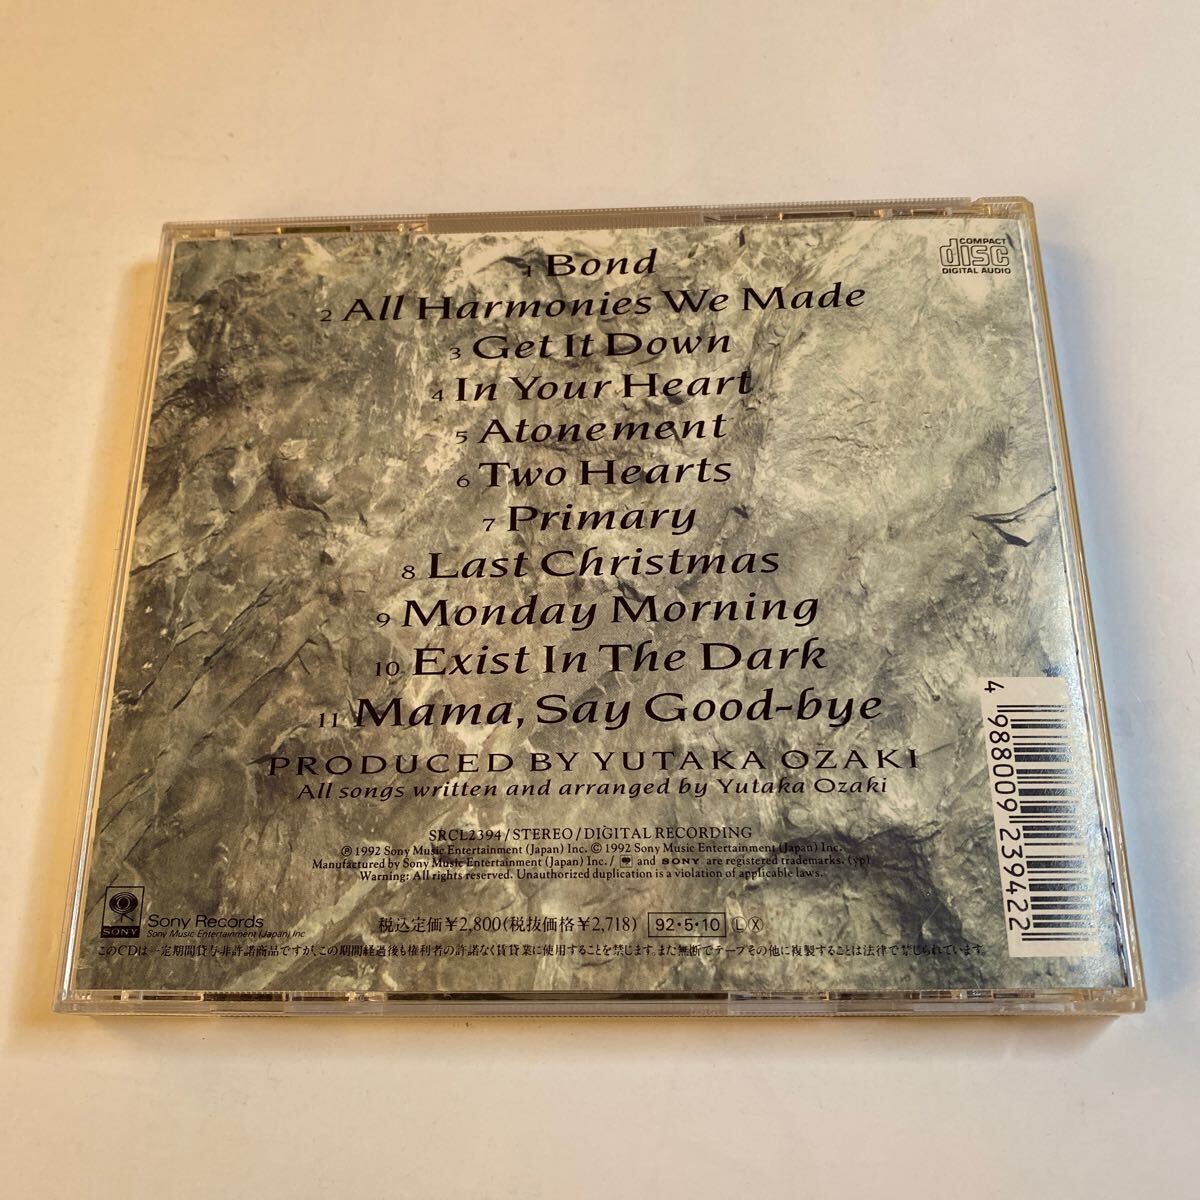 COMPACT
disc
DIGITAL AUDIO
1 Bond
2 All Harmonies We Made
3 Get It Down
4 In Your Heart
5 Atonement
6 Two Hearts
7 Primary
8 Last Christmas
9 Monday Morning
10 Exist In The Dark
11 Mama, Say Good-bye
PRODUCED BY YUTAKA OZAKI
All songs written and arranged by Yutaka Ozaki
SRCL2394/STEREO/DIGITAL RECORDING
℗ 1992 Sony Music Entertainment (Japan) Inc. © 1992 Sony Music Entertainment (Japan) Inc.
Manufactured by Sony Music Entertainment (Japan) Inc./ and SONY are registered trademarks. (yp)
Warning: All rights reserved. Unauthorized duplication is a violation of applicable laws.
SONY
Sony Records
Sony Music Entertainment (Japan) Inc
税込定価¥2,800(税抜価格¥2,718) 92・5・10 Ⓛ Ⓧ
このCDは一定期間貸与非許諾商品ですが、この期間経過後も権利者の許諾なく賃貸業に使用することを禁じます。また無断でテープその他に複製することは法律で禁じられています。
4 988009 239422